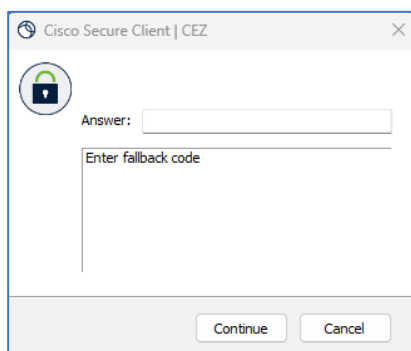 Cisco Secure Client | CEZ
Answer:
Enter fallback code
Continue
Cancel